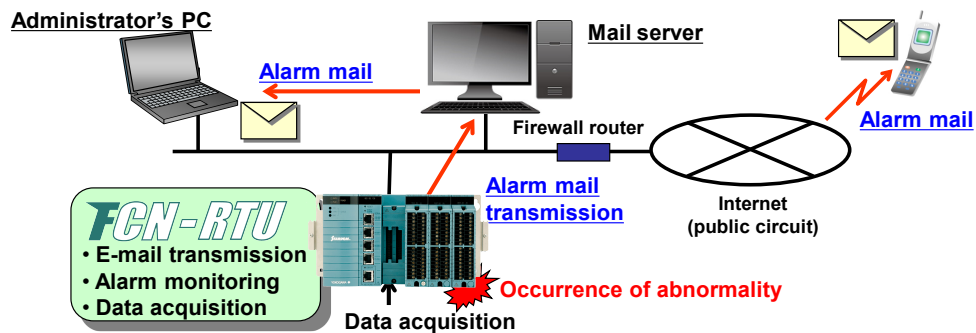 Administrator's PC
Mail server
Alarm mail
Alarm mail
Firewall router
Alarm mail
transmission
Internet
(public circuit)
FCN-RTU
• E-mail transmission
• Alarm monitoring
• Data acquisition
Occurrence of abnormality
Data acquisition